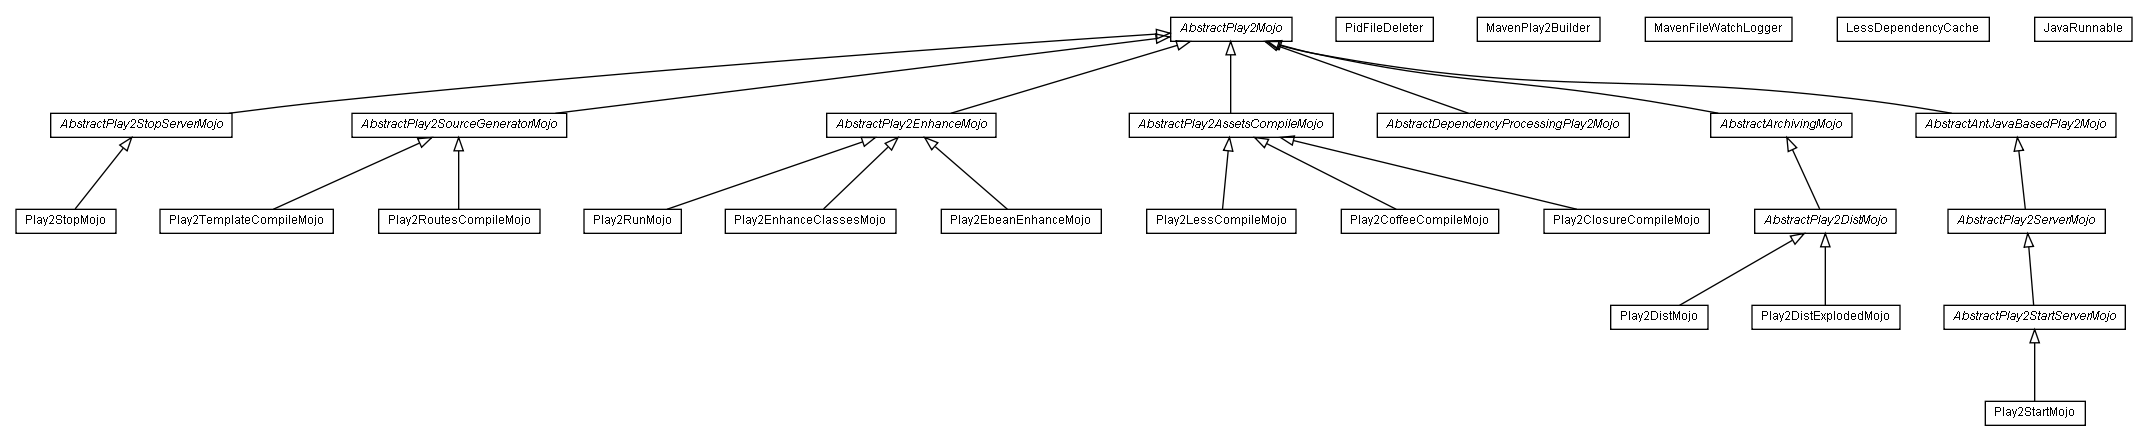 AbstractPlay2Mojo
PidFileDeleter
MavenPlay2Builder
MavenFileWatchLogger
LessDependencyCache
JavaRunnable
AbstractPlay2StopServerMojo
AbstractPlay2SourceGeneratorMojo
AbstractPlay2EnhanceMojo
AbstractPlay2AssetsCompileMojo
AbstractDependencyProcessingPlay2Mojo
AbstractArchivingMojo
AbstractAntJavaBasedPlay2Mojo
Play2StopMojo
Play2TemplateCompileMojo
Play2RoutesCompileMojo
Play2RunMojo
Play2EnhanceClassesMojo
Play2EbeanEnhanceMojo
Play2LessCompileMojo
Play2CoffeeCompileMojo
Play2ClosureCompileMojo
AbstractPlay2DistMojo
AbstractPlay2ServerMojo
Play2DistMojo
Play2DistExplodedMojo
AbstractPlay2StartServerMojo
Play2StartMojo